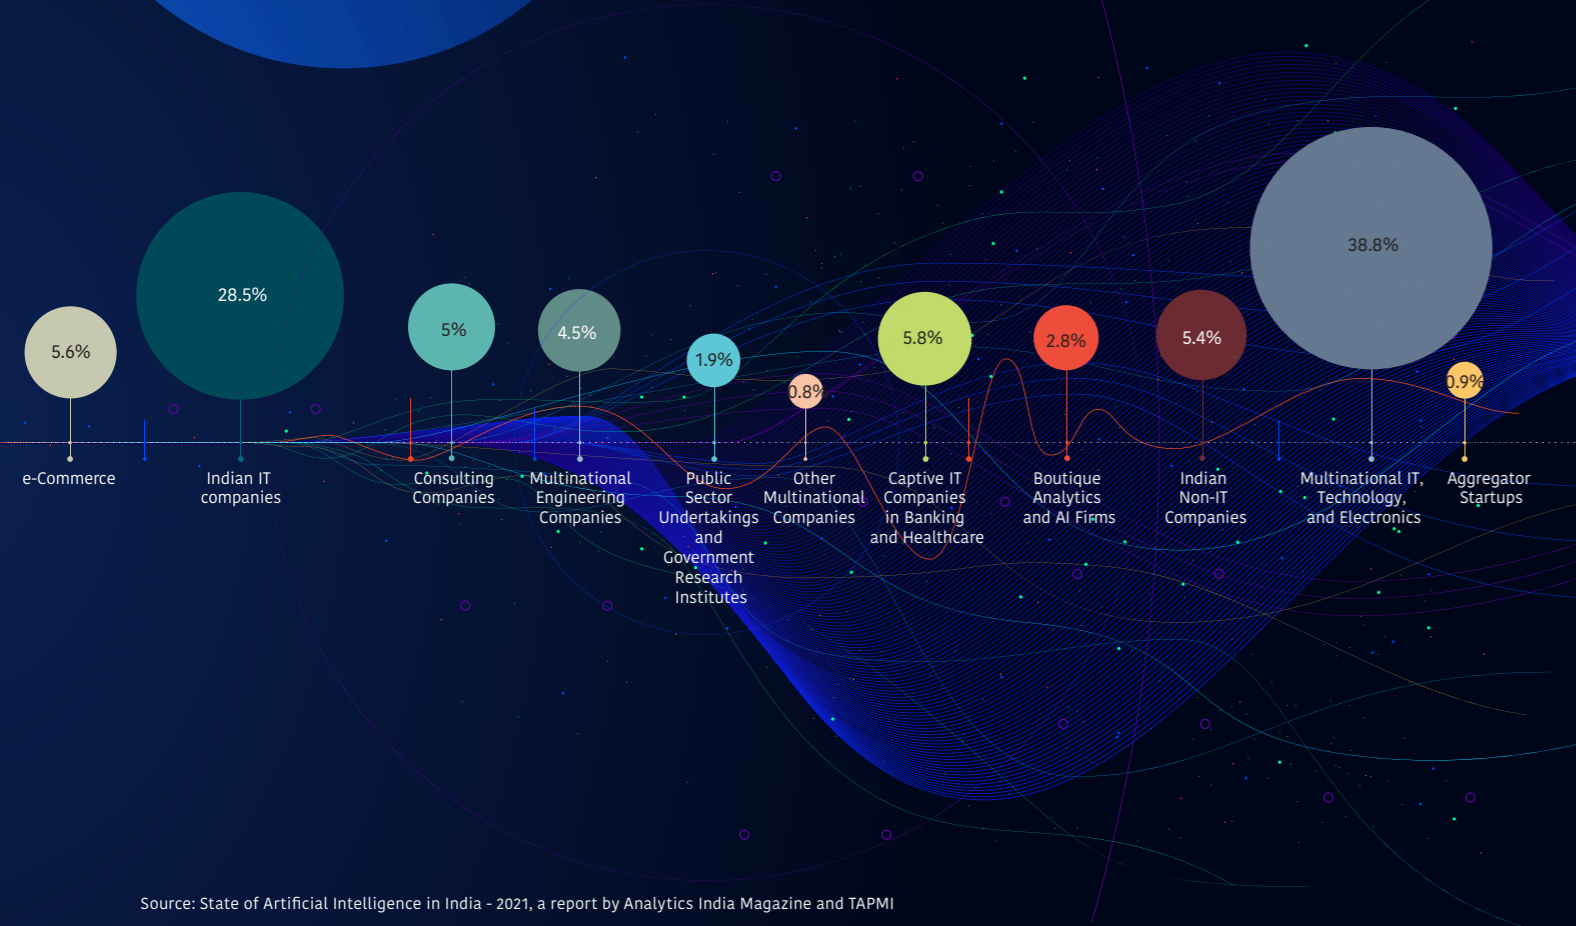 5.6%
28.5%
5%
4.5%
1.9%
0.8%
5.8%
2.8%
5.4%
38.8%
0.9%
e-Commerce
Indian IT
companies
Consulting
Companies
Multinational
Engineering
Companies
Public
Sector
Undertakings
and
Government
Research
Institutes
Other
Multinational
Companies
Captive IT
Companies
in Banking
and Healthcare
Boutique
Analytics
and AI Firms
Indian
Non-IT
Companies
Multinational IT,
Technology,
and Electronics
Aggregator
Startups
Source: State of Artificial Intelligence in India - 2021, a report by Analytics India Magazine and TAPMI